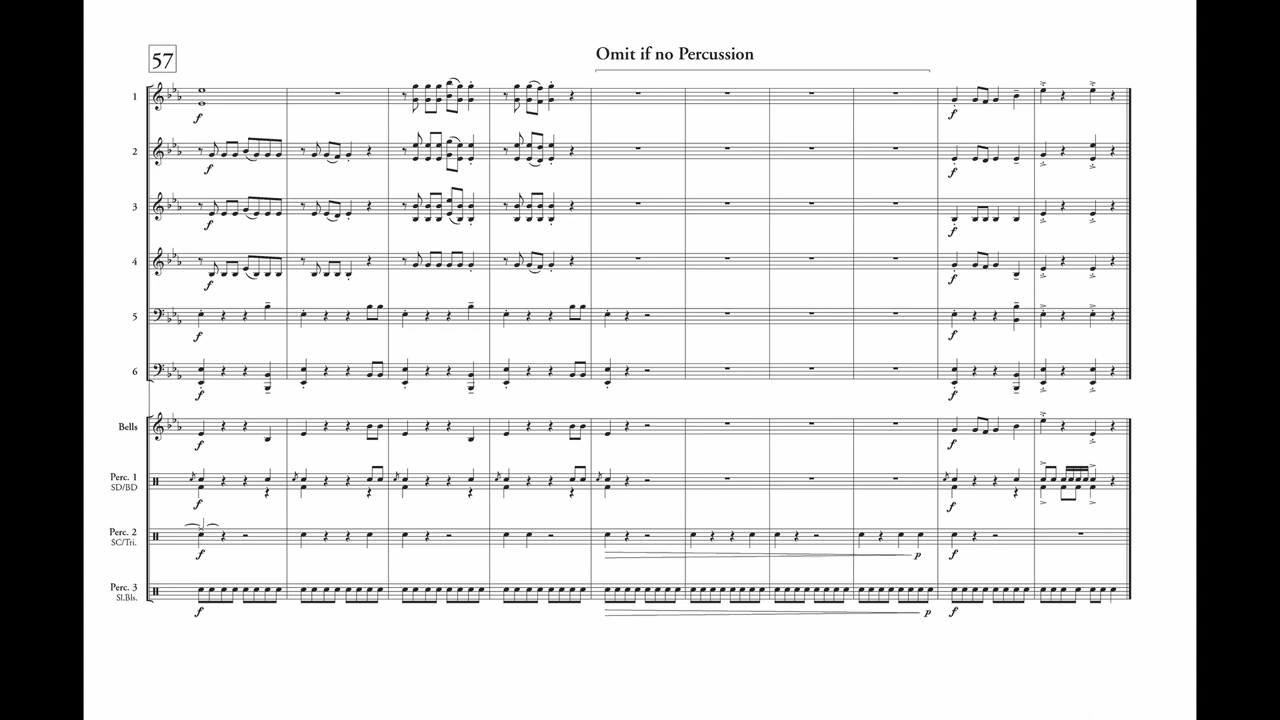 57
Omit if no Percussion
1
f
2
f
3
f
4
f
5
f
6
f
Bells
f
Perc. 1
SD/BD
f
Perc. 2
SC/Tri.
f
p
f
Perc. 3
Sl.Bls.
f
p
f
f
f
f
f
f
f
f
f